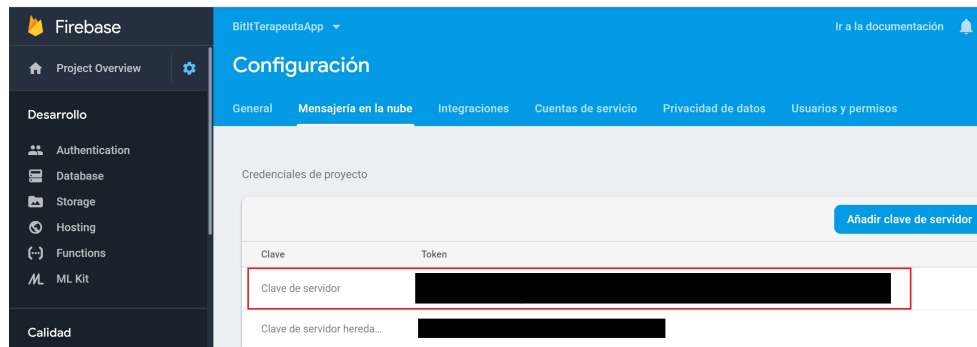 Firebase
BitItTerapeutaApp
Ir a la documentación
Project Overview
Configuración
General Mensajería en la nube Integraciones Cuentas de servicio Privacidad de datos Usuarios y permisos
Desarrollo
Authentication
Database
Storage
Hosting
Functions
ML Kit
Calidad
Credenciales de proyecto
Añadir clave de servidor
Clave Token
Clave de servidor
Clave de servidor hereda...